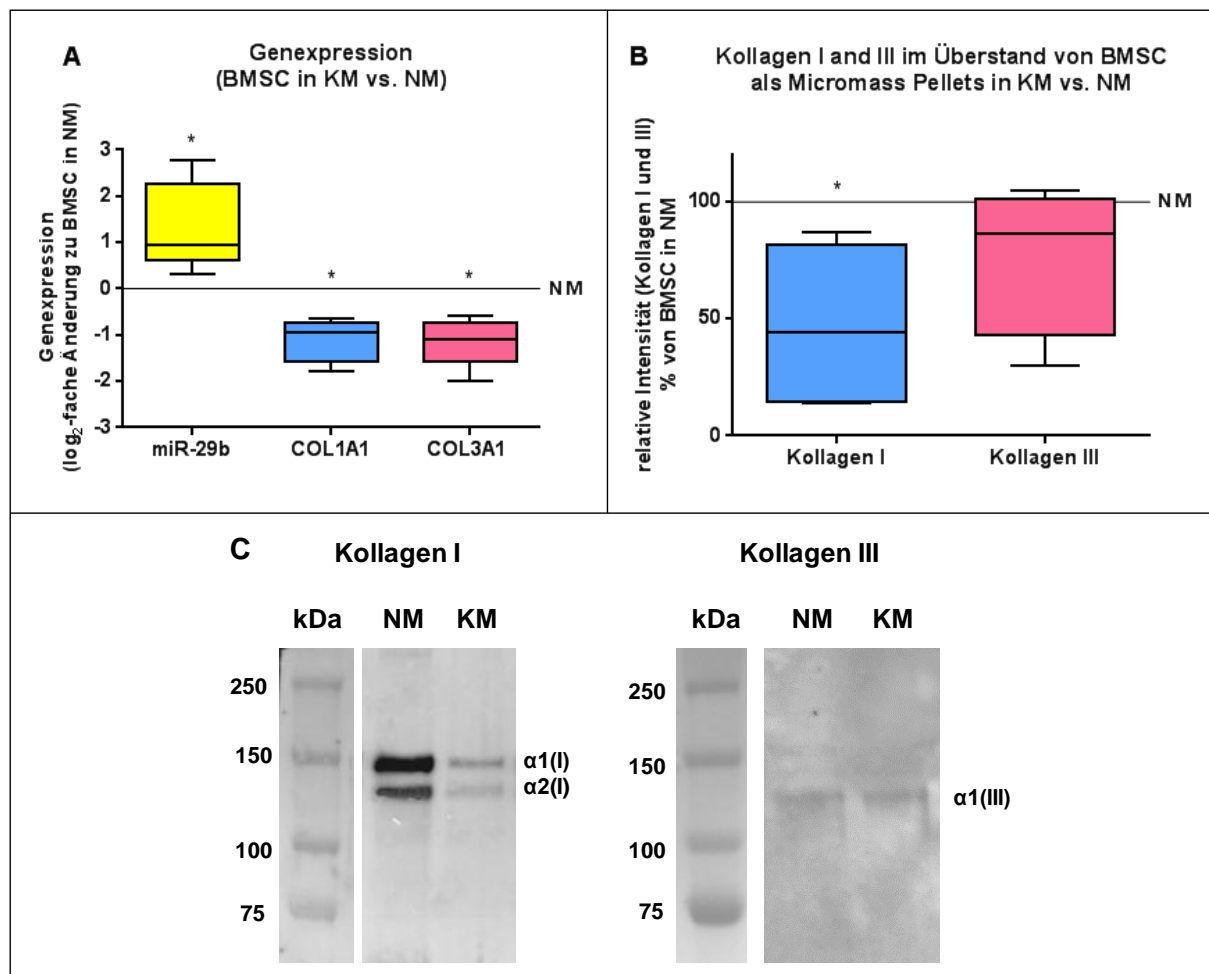 A
Genexpression
(BMSC in KM vs. NM)
Genexpression
(log2-fache Änderung zu BMSC in NM)
3
2
1
0
-1
-2
-3
*
*
*
NM
miR-29b
COL1A1
COL3A1
B
Kollagen I and III im Überstand von BMSC
als Micromass Pellets in KM vs. NM
relative Intensität (Kollagen I und III)
% von BMSC in NM
100
50
0
*
NM
Kollagen I
Kollagen III
C
Kollagen I
kDa NM KM
250
150
100
75
α1(I)
α2(I)
Kollagen III
kDa NM KM
250
150
100
75
α1(III)